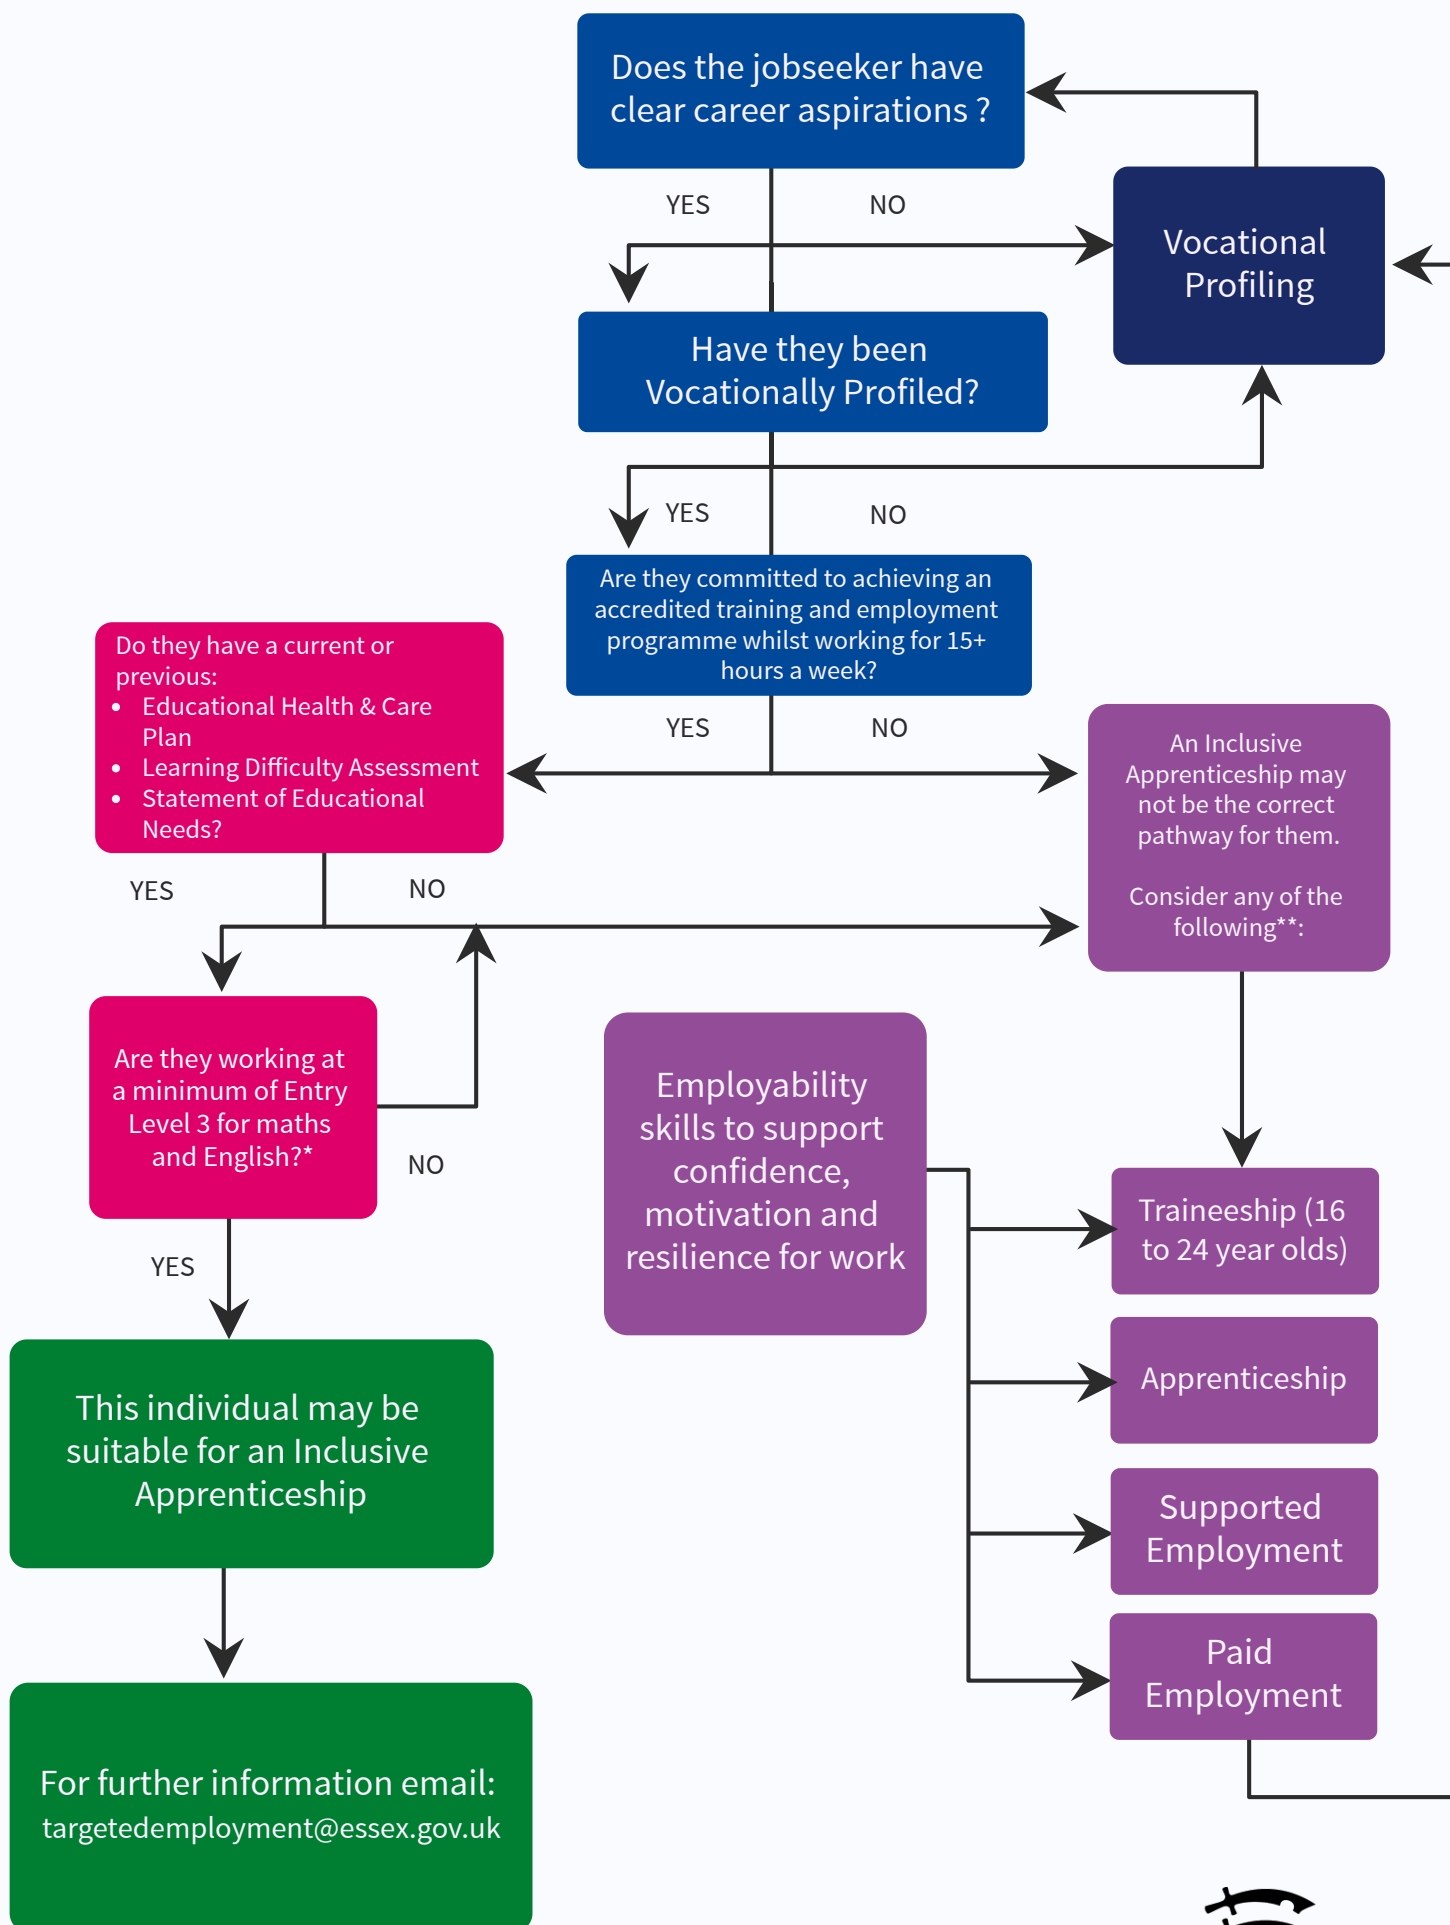 Does the jobseeker have
clear career aspirations ?
YES
NO
Vocational
Profiling
Have they been
Vocationally Profiled?
YES
NO
Are they committed to achieving an
accredited training and employment
programme whilst working for 15+
hours a week?
YES
NO
Do they have a current or
previous:
• Educational Health & Care
Plan
• Learning Difficulty Assessment
• Statement of Educational
Needs?
An Inclusive
Apprenticeship may
not be the correct
pathway for them.
Consider any of the
following**:
YES
NO
Are they working at
a minimum of Entry
Level 3 for maths
and English?*
NO
YES
Employability
skills to support
confidence,
motivation and
resilience for work
Traineeship (16
to 24 year olds)
Apprenticeship
Supported
Employment
Paid
Employment
This individual may be
suitable for an Inclusive
Apprenticeship
For further information email:
targetedemployment@essex.gov.uk